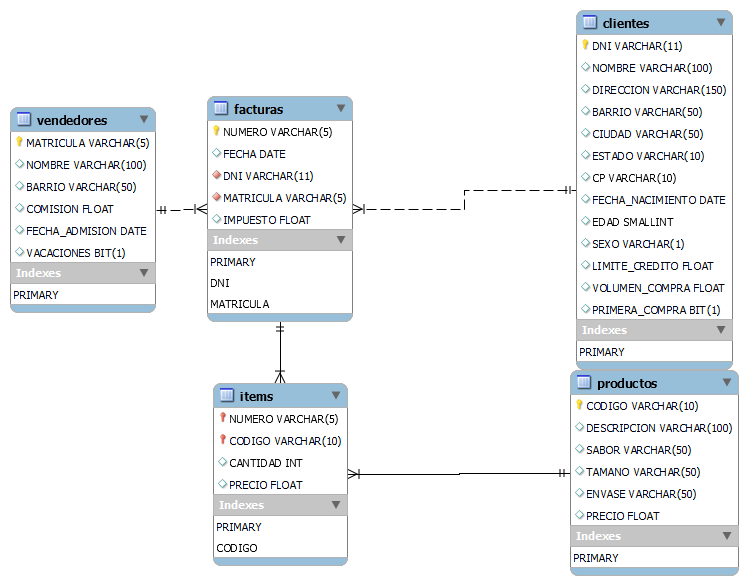 vendedores
MATRICULA VARCHAR(5)
NOMBRE VARCHAR(100)
BARRIO VARCHAR(50)
COMISION FLOAT
FECHA_ADMISION DATE
VACACIONES BIT(1)
Indexes
PRIMARY
facturas
NUMERO VARCHAR(5)
FECHA DATE
DNI VARCHAR(11)
MATRICULA VARCHAR(5)
IMPUESTO FLOAT
Indexes
PRIMARY
DNI
MATRICULA
clientes
DNI VARCHAR(11)
NOMBRE VARCHAR(100)
DIRECCION VARCHAR(150)
BARRIO VARCHAR(50)
CIUDAD VARCHAR(50)
ESTADO VARCHAR(10)
CP VARCHAR(10)
FECHA_NACIMIENTO DATE
EDAD SMALLINT
SEXO VARCHAR(1)
LIMITE_CREDITO FLOAT
VOLUMEN_COMPRA FLOAT
PRIMERA_COMPRA BIT(1)
Indexes
PRIMARY
items
NUMERO VARCHAR(5)
CODIGO VARCHAR(10)
CANTIDAD INT
PRECIO FLOAT
Indexes
PRIMARY
CODIGO
productos
CODIGO VARCHAR(10)
DESCRIPCION VARCHAR(100)
SABOR VARCHAR(50)
TAMANO VARCHAR(50)
ENVASE VARCHAR(50)
PRECIO FLOAT
Indexes
PRIMARY